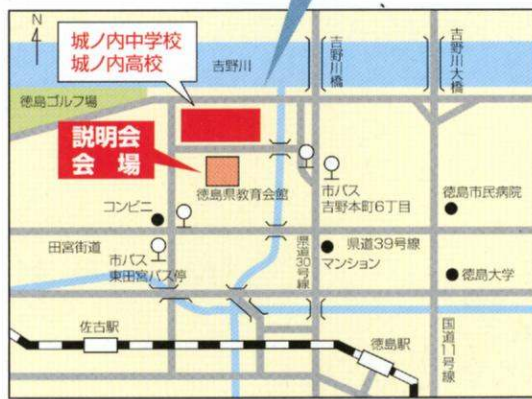 N
4
城ノ内中学校
城ノ内高校
吉野川
吉野川橋
吉野川大橋
徳島ゴルフ場
説明会
会場
徳島県教育会館
市バス
吉野本町6丁目
徳島市民病院
コンビニ
田宮街道
市バス
東田宮バス停
県道30号線
県道39号線
マンション
徳島大学
佐古駅
徳島駅
国道11号線